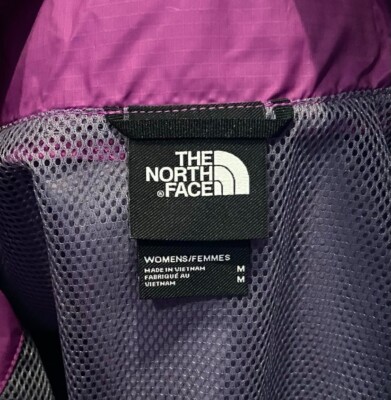 THE
NORTH
® FACE
WOMENS/FEMMES
MADE IN VIETNAM M
FABRIQUÉ AU
VIETNAM M